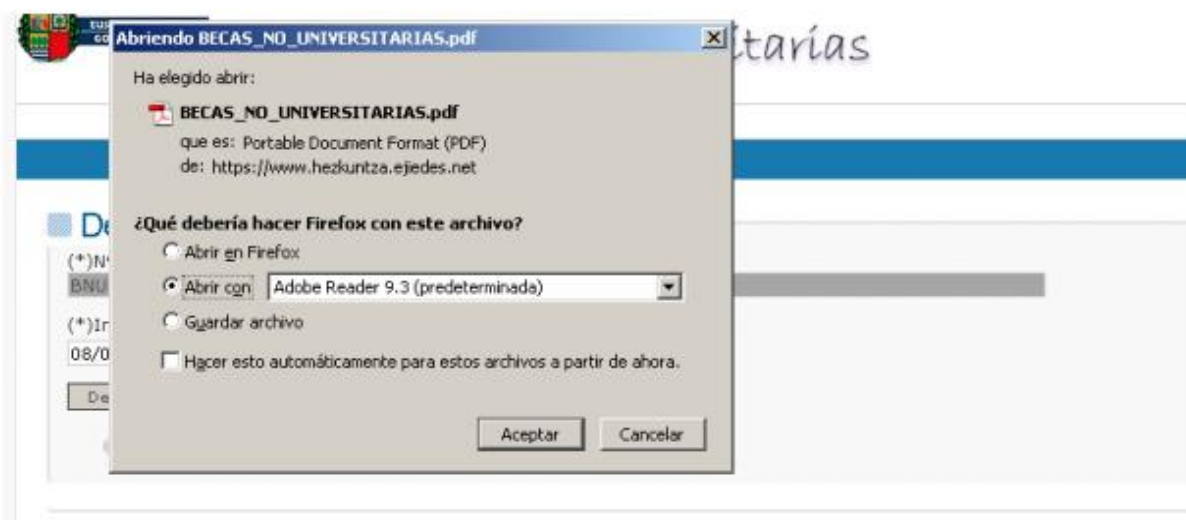 Abriendo BECAS_NO_UNIVERSITARIAS.pdf
itarias
Ha elegido abrir:
BECAS_NO_UNIVERSITARIAS.pdf
que es: Portable Document Format (PDF)
de: https://www.hezkuntza.ejiedes.net
¿Qué debería hacer Firefox con este archivo?
Abrir en Firefox
Abrir con Adobe Reader 9.3 (predeterminada)
Guardar archivo
Hacer esto automáticamente para estos archivos a partir de ahora.
Aceptar Cancelar
De
(*)N
BNU
(*)Ir
08/0
De